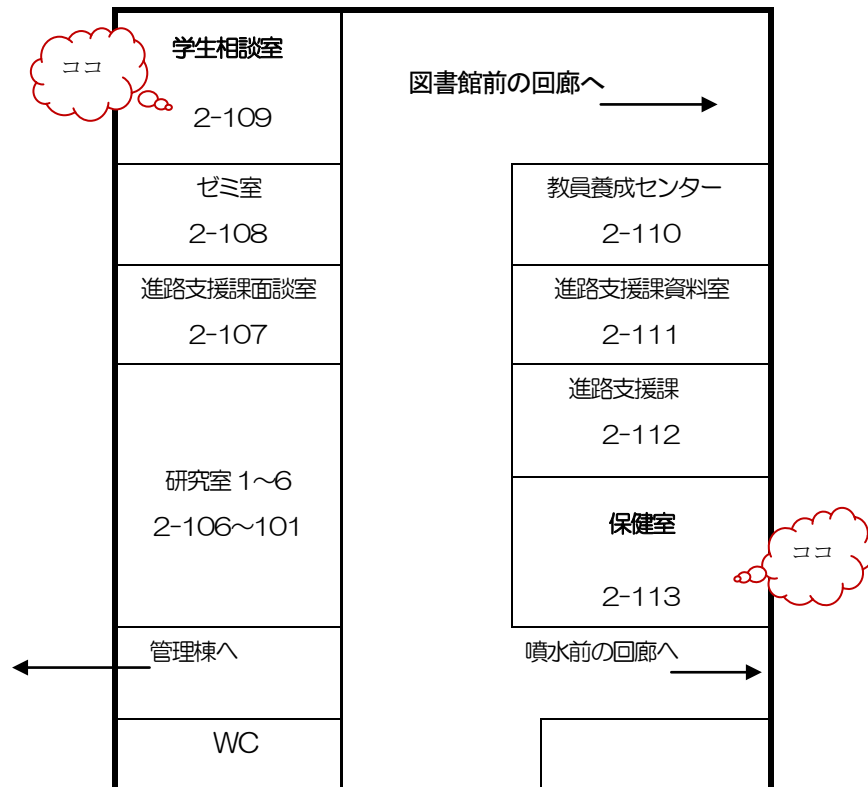 学生相談室
ココ
2-109
図書館前の回廊へ
ゼミ室
2-108
教員養成センター
2-110
進路支援課面談室
2-107
進路支援課資料室
2-111
進路支援課
2-112
研究室1～6
2-106～101
保健室
ココ
2-113
管理棟へ
噴水前の回廊へ
WC